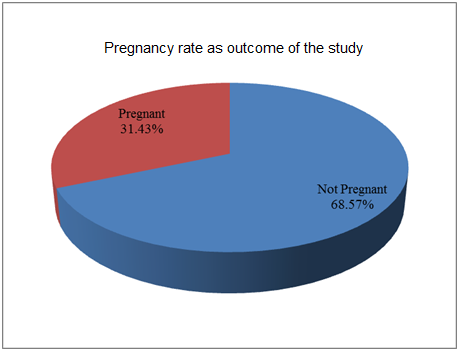 Pregnancy rate as outcome of the study
Pregnant
31.43%
Not Pregnant
68.57%